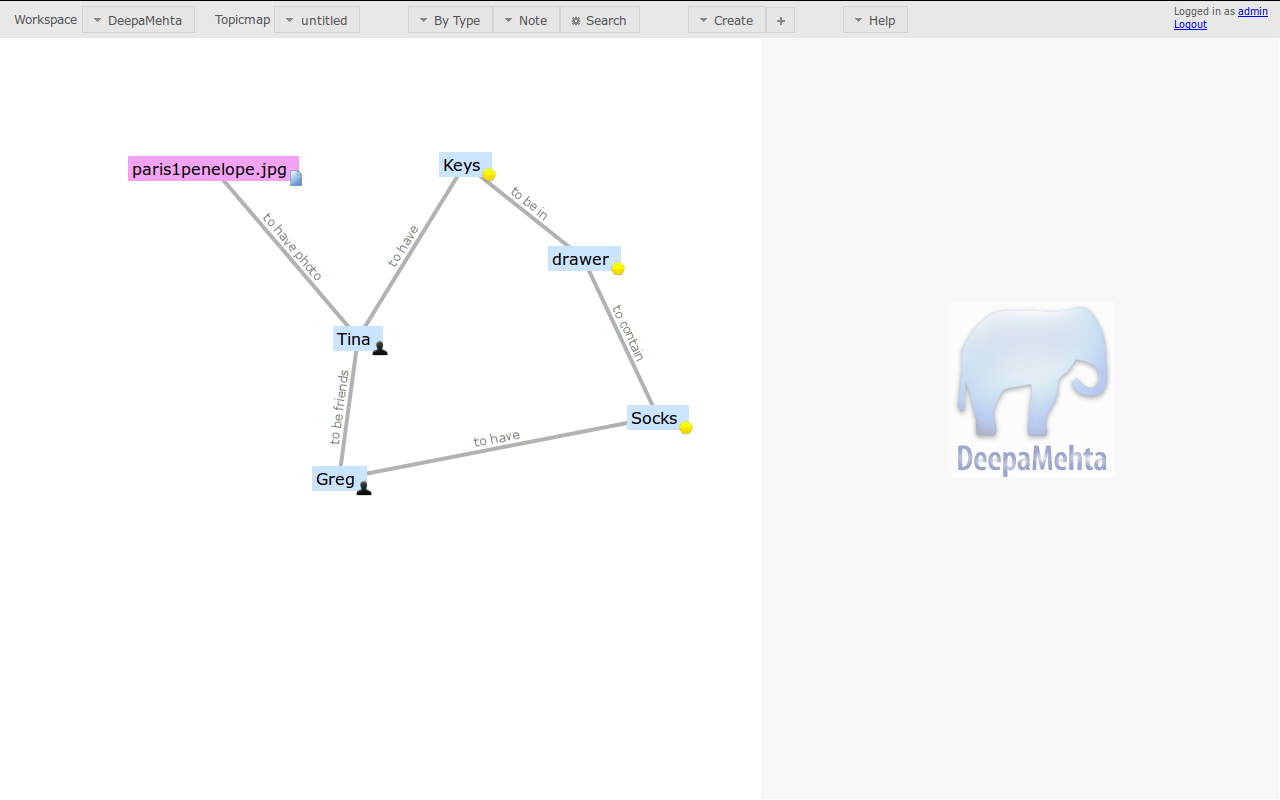 Workspace DeepaMehta Topicmap untitled By Type Note Search Create + Help Logged in as admin
Logout
paris1penelope.jpg
Keys
to be in
to have photo
to have
drawer
to contain
Tina
to be friends
Socks
to have
Greg
DeepaMehta